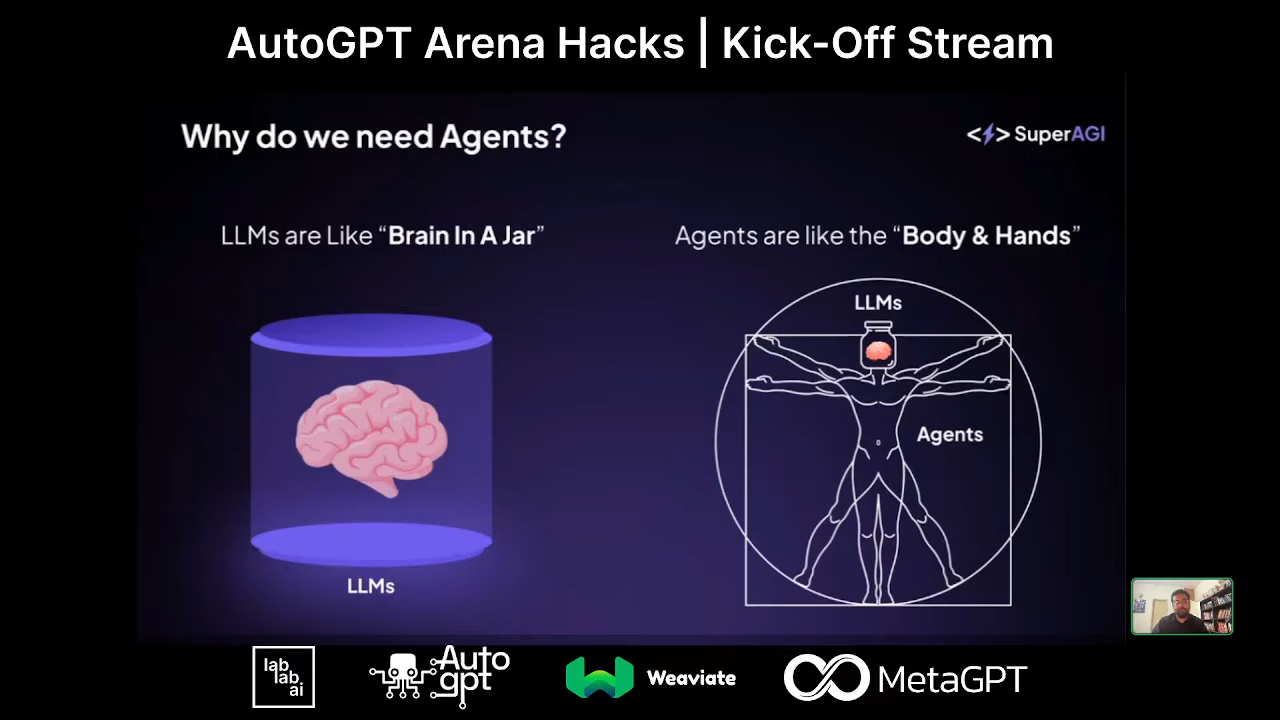 AutoGPT Arena Hacks | Kick-Off Stream
Why do we need Agents?
</> SuperAGI
LLMs are Like “Brain In A Jar”
Agents are like the “Body & Hands”
LLMs
Agents
LLMs
lab
lab
ai
Auto
gpt
Weaviate
MetaGPT